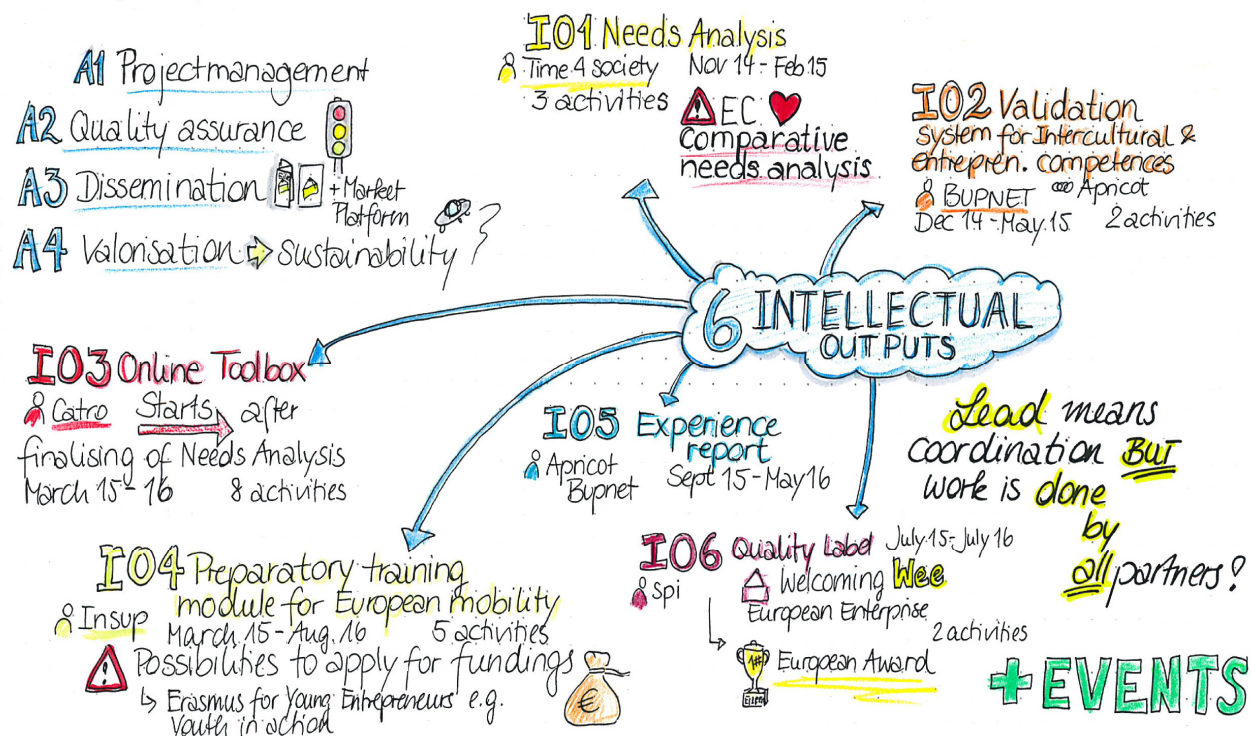 A1 Projectmanagement
A2 Quality assurance
A3 Dissemination
+ Market
Platform
A4 Valorisation ⇨ Sustainability ?
IO1 Needs Analysis
Time 4 society Nov 14 - Feb 15
3 activities
EC ♥
Comparative
needs analysis
IO2 Validation
System for Intercultural &
entrepren. competences
BUPNET Apricot
Dec 14 - May 15 2 activities
6 INTELLECTUAL
OUTPUTS
IO3 Online Toolbox
Catro Starts after
finalising of Needs Analysis
March 15 - 16 8 activities
IO4 Preparatory training
module for European mobility
Insup
March 15 - Aug. 16 5 activities
Possibilities to apply for fundings
↳ Erasmus for Young Entrepreneurs e.g.
Youth in action
€
IO5 Experience
report
Apricot
Bupnet
Sept 15 - May 16
IO6 Quality Label July 15 - July 16
Spi
Welcoming Wee
European Enterprise
2 activities
1#
European Award
Lead means
coordination BUT
work is done
by
all partners!
+ EVENTS